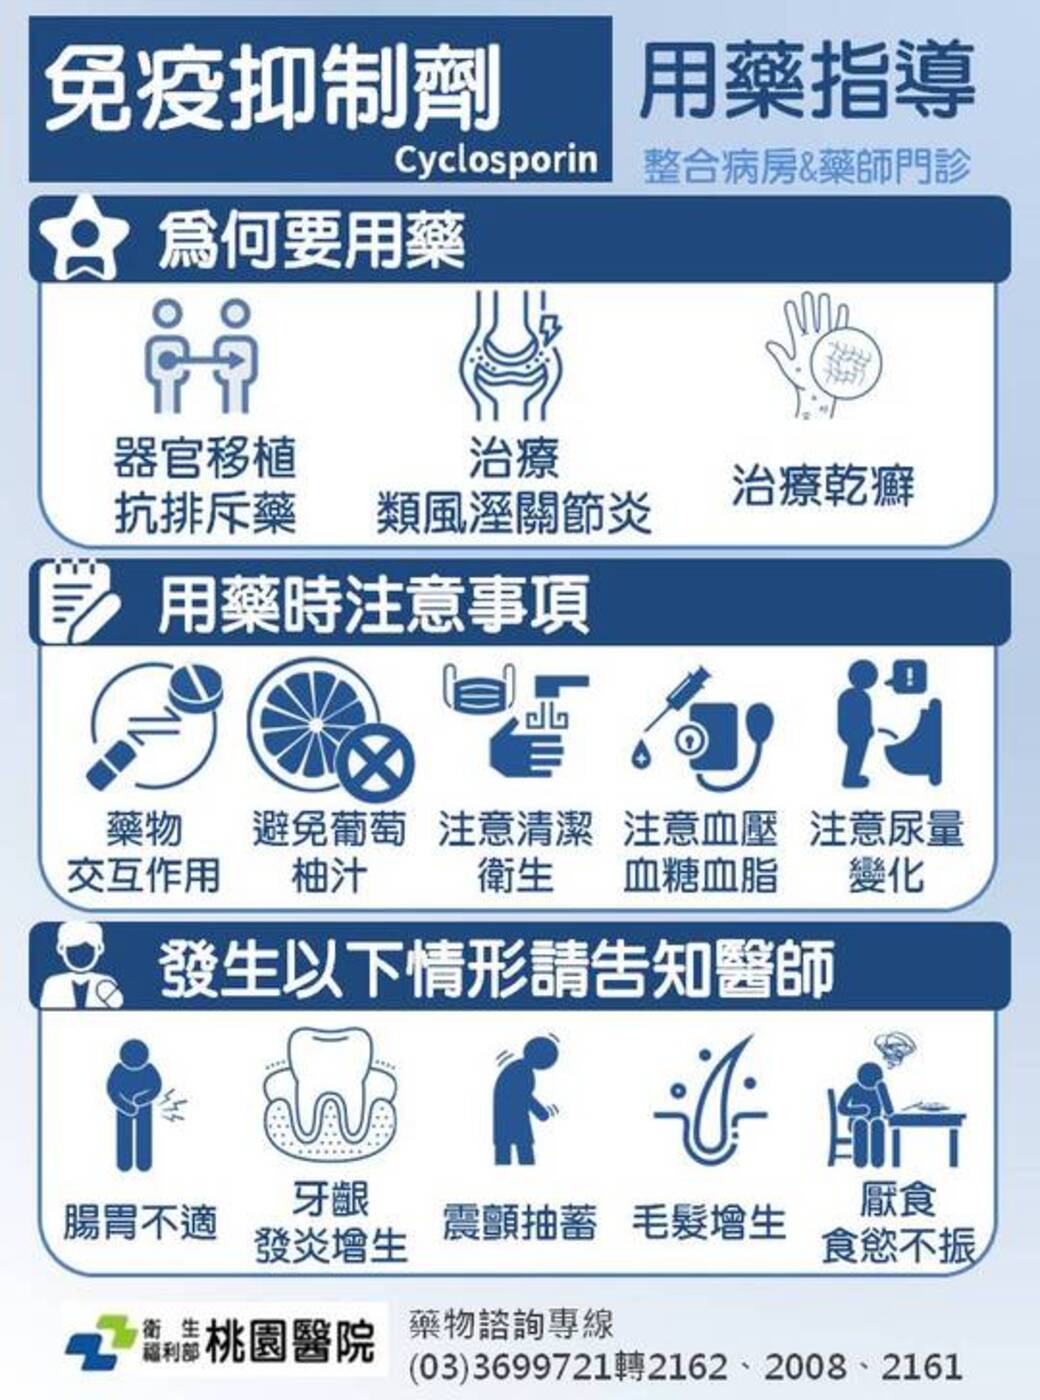 免疫抑制劑
Cyclosporin
用藥指導
整合病房&藥師門診
為何要用藥
器官移植
抗排斥藥
治療
類風溼關節炎
治療乾癬
用藥時注意事項
藥物
交互作用
避免葡萄
柚汁
注意清潔
衛生
注意血壓
血糖血脂
注意尿量
變化
發生以下情形請告知醫師
腸胃不適
牙齦
發炎增生
震顫抽蓄
毛髮增生
厭食
食慾不振
衛生
福利部
桃園醫院
藥物諮詢專線
(03)3699721轉2162、2008、2161